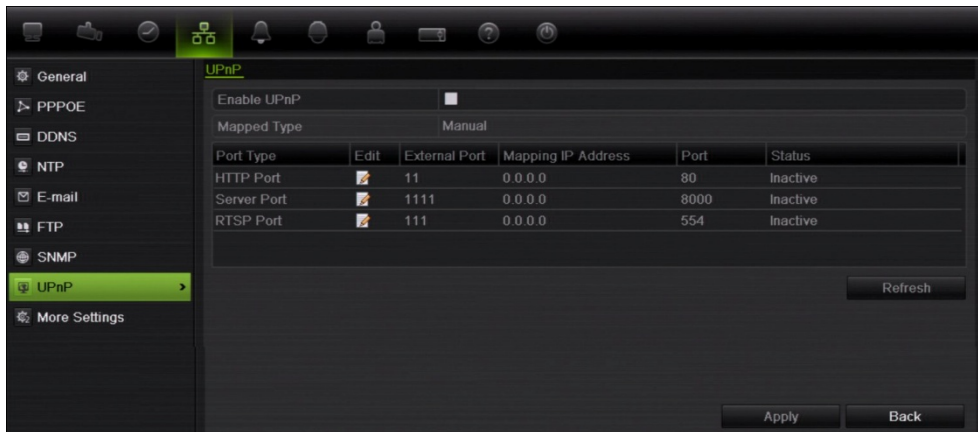 General
PPPOE
DDNS
NTP
E-mail
FTP
SNMP
UPnP
More Settings
UPnP
Enable UPnP
Mapped Type Manual
Port Type Edit External Port Mapping IP Address Port Status
HTTP Port 11 0.0.0.0 80 Inactive
Server Port 1111 0.0.0.0 8000 Inactive
RTSP Port 111 0.0.0.0 554 Inactive
Refresh
Apply Back